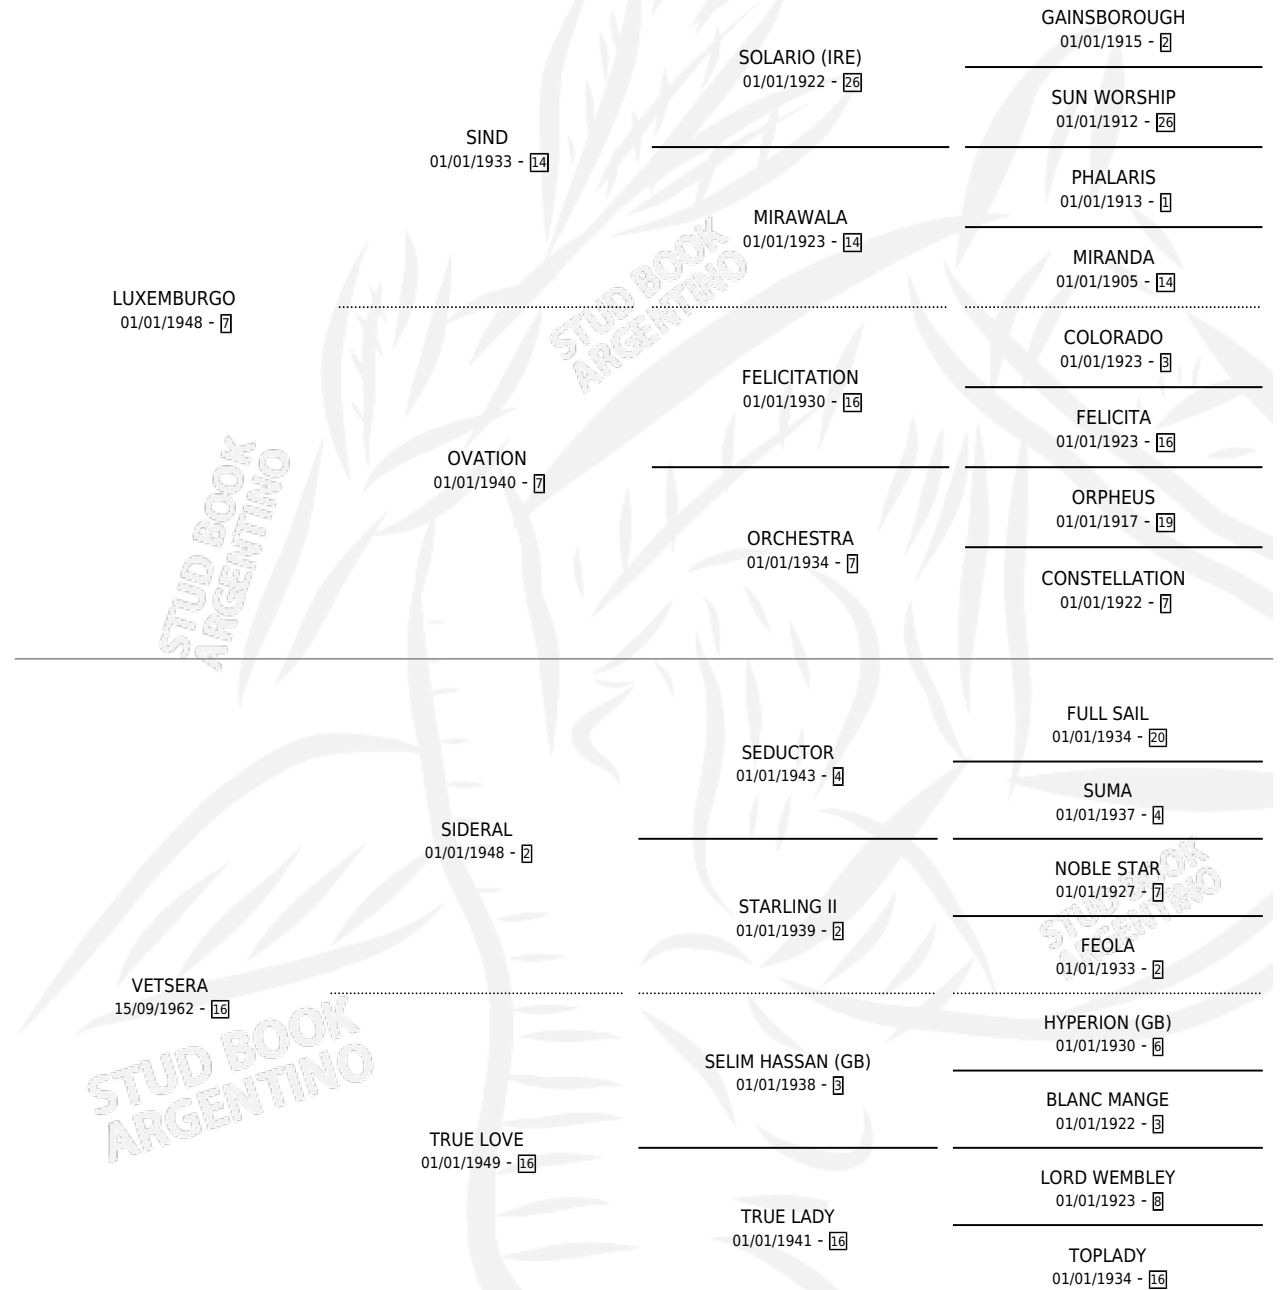 GAINSBOROUGH
01/01/1915 - 2
SOLARIO (IRE)
01/01/1922 - 26
SUN WORSHIP
01/01/1912 - 26
SIND
01/01/1933 - 14
PHALARIS
01/01/1913 - 1
MIRAWALA
01/01/1923 - 14
MIRANDA
01/01/1905 - 14
LUXEMBURGO
01/01/1948 - 7
COLORADO
01/01/1923 - 3
FELICITATION
01/01/1930 - 16
FELICITA
01/01/1923 - 16
OVATION
01/01/1940 - 7
ORPHEUS
01/01/1917 - 19
ORCHESTRA
01/01/1934 - 7
CONSTELLATION
01/01/1922 - 7
STUD BOOK
ARGENTINO
STUD BOOK
ARGENTINO
FULL SAIL
01/01/1934 - 20
SEDUCTOR
01/01/1943 - 4
SUMA
01/01/1937 - 4
SIDERAL
01/01/1948 - 2
NOBLE STAR
01/01/1927 - 7
STARLING II
01/01/1939 - 2
FEOLA
01/01/1933 - 2
VETSERA
15/09/1962 - 16
HYPERION (GB)
01/01/1930 - 6
SELIM HASSAN (GB)
01/01/1938 - 3
BLANC MANGE
01/01/1922 - 3
TRUE LOVE
01/01/1949 - 16
LORD WEMBLEY
01/01/1923 - 8
TRUE LADY
01/01/1941 - 16
TOPLADY
01/01/1934 - 16
STUD BOOK
ARGENTINO
STUD BOOK
ARGENTINO